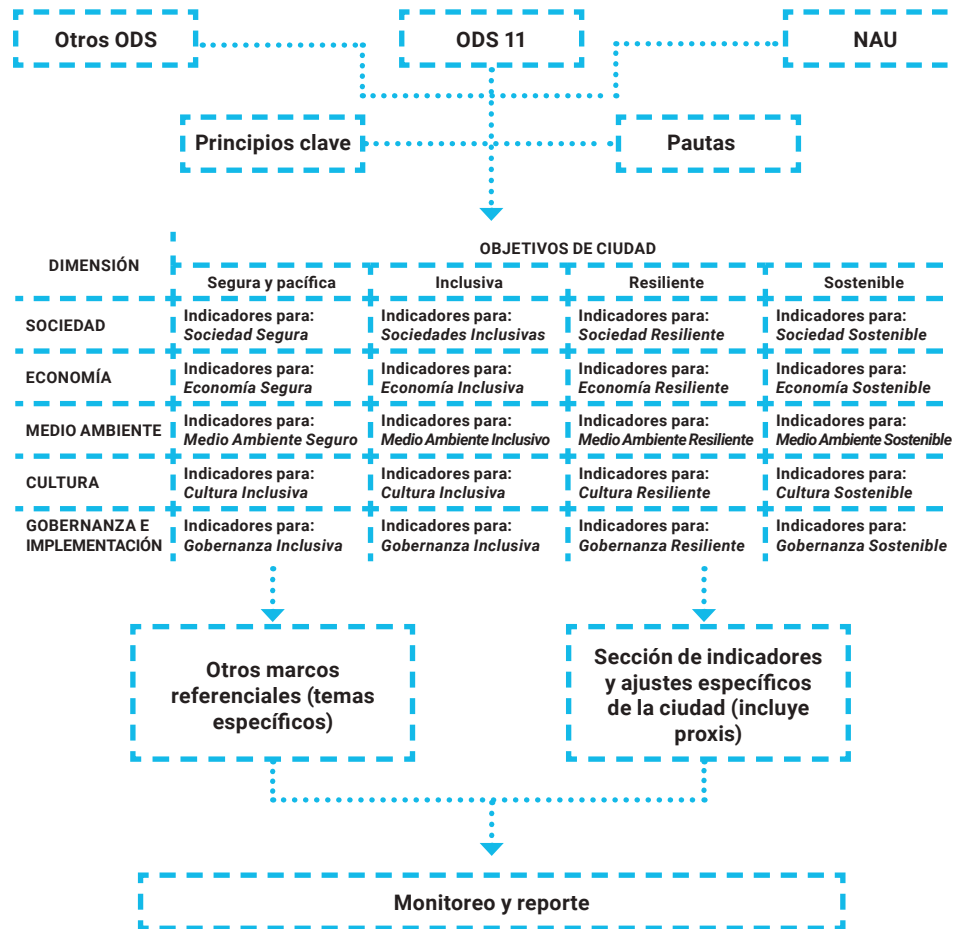 Otros ODS
ODS 11
NAU
Principios clave
Pautas
DIMENSIÓN
OBJETIVOS DE CIUDAD
Segura y pacífica
Inclusiva
Resiliente
Sostenible
SOCIEDAD
Indicadores para:
Sociedad Segura
Indicadores para:
Sociedades Inclusivas
Indicadores para:
Sociedad Resiliente
Indicadores para:
Sociedad Sostenible
ECONOMÍA
Indicadores para:
Economía Segura
Indicadores para:
Economía Inclusiva
Indicadores para:
Economía Resiliente
Indicadores para:
Economía Sostenible
MEDIO AMBIENTE
Indicadores para:
Medio Ambiente Seguro
Indicadores para:
Medio Ambiente Inclusivo
Indicadores para:
Medio Ambiente Resiliente
Indicadores para:
Medio Ambiente Sostenible
CULTURA
Indicadores para:
Cultura Inclusiva
Indicadores para:
Cultura Inclusiva
Indicadores para:
Cultura Resiliente
Indicadores para:
Cultura Sostenible
GOBERNANZA E
IMPLEMENTACIÓN
Indicadores para:
Gobernanza Inclusiva
Indicadores para:
Gobernanza Inclusiva
Indicadores para:
Gobernanza Resiliente
Indicadores para:
Gobernanza Sostenible
Otros marcos
referenciales (temas
específicos)
Sección de indicadores
y ajustes específicos
de la ciudad (incluye
proxis)
Monitoreo y reporte